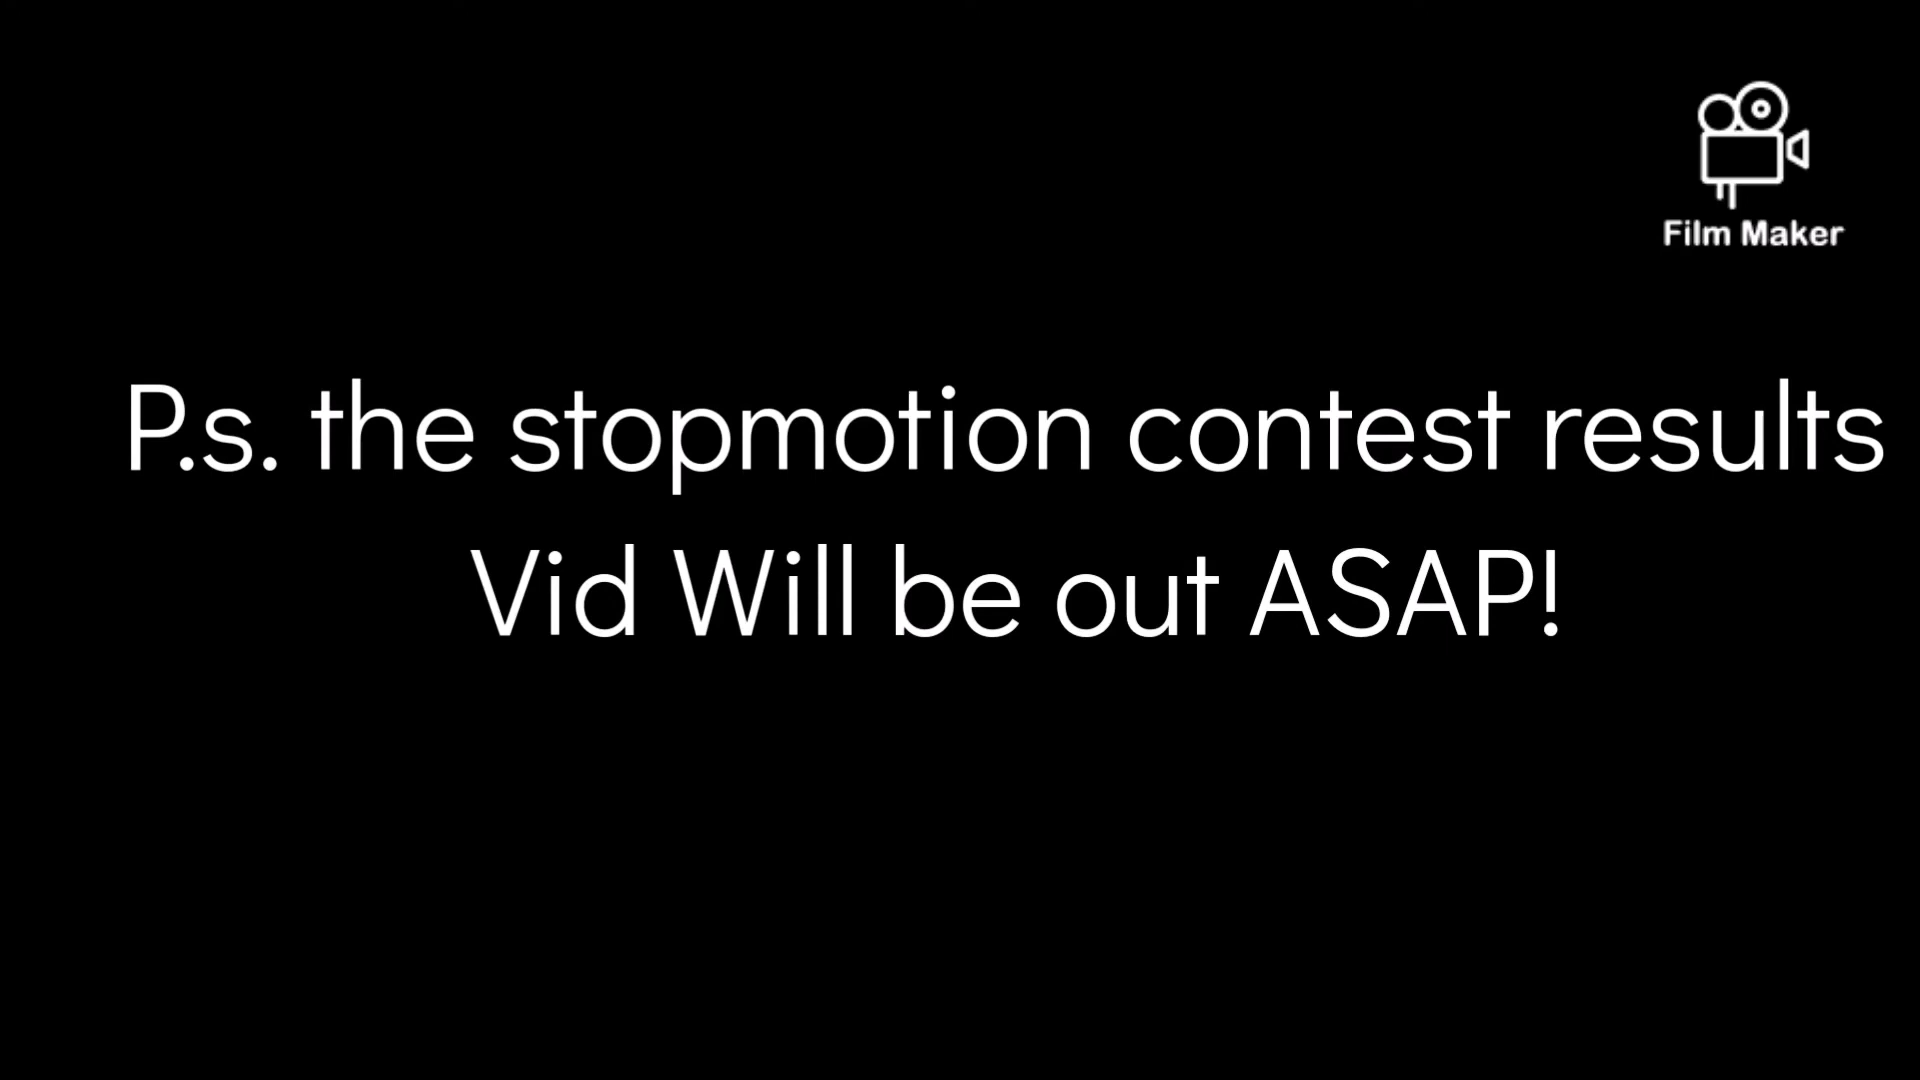 Film Maker
P.s. the stopmotion contest results
Vid Will be out ASAP!